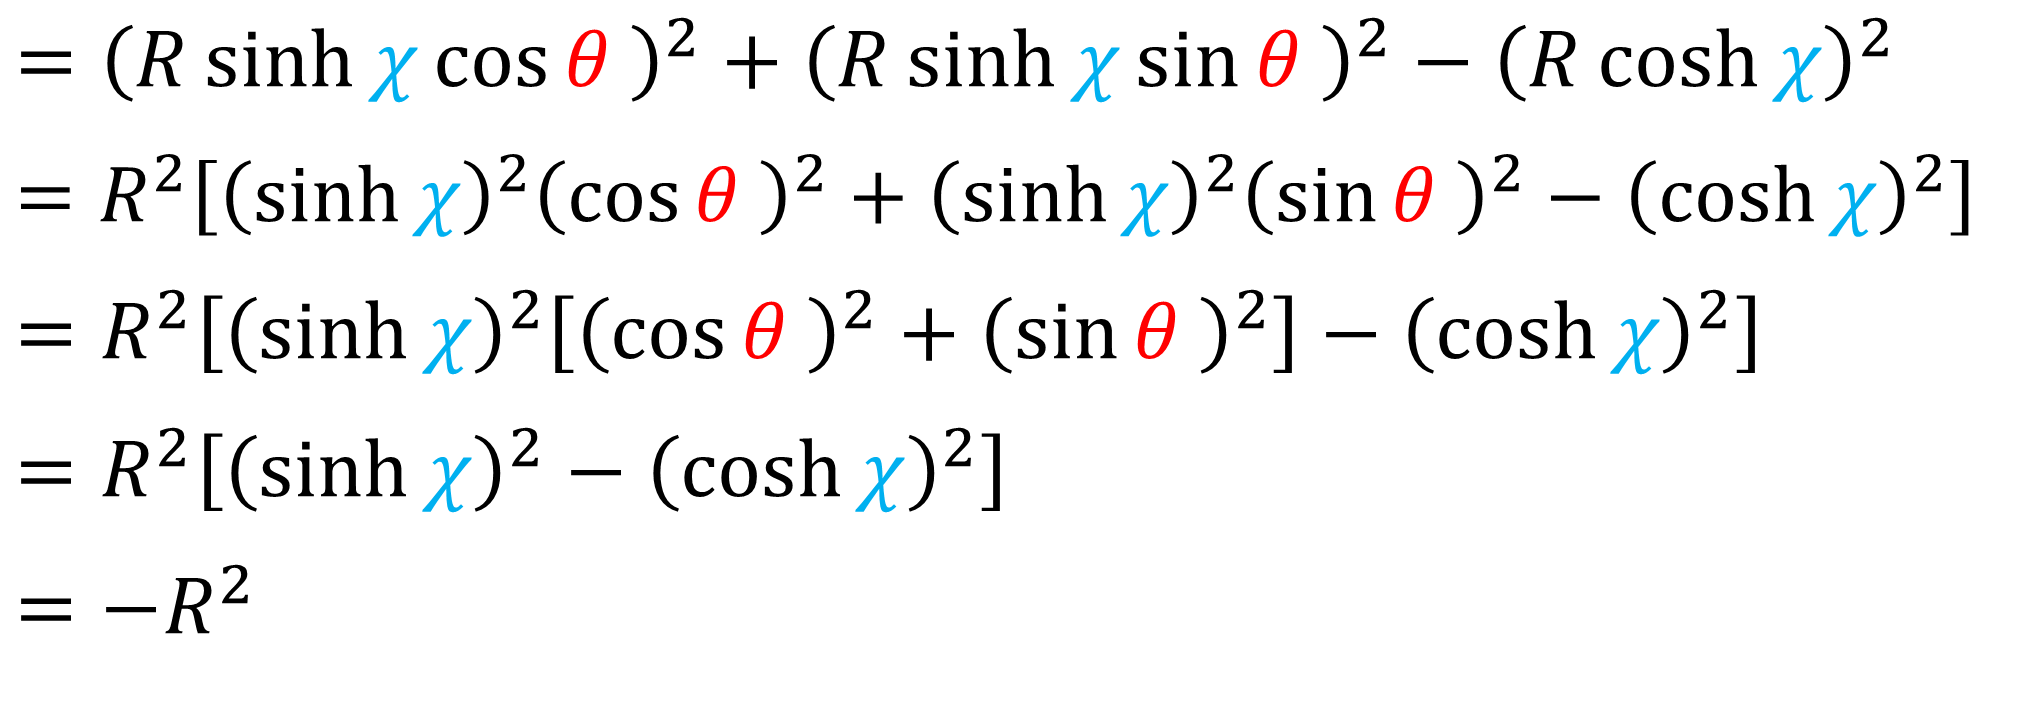 = (R sinh χ cos θ )² + (R sinh χ sin θ )² − (R cosh χ)²
= R²[(sinh χ)²(cos θ )² + (sinh χ)²(sin θ )² − (cosh χ)²]
= R²[(sinh χ)²[(cos θ )² + (sin θ )²] − (cosh χ)²]
= R²[(sinh χ)² − (cosh χ)²]
= −R²